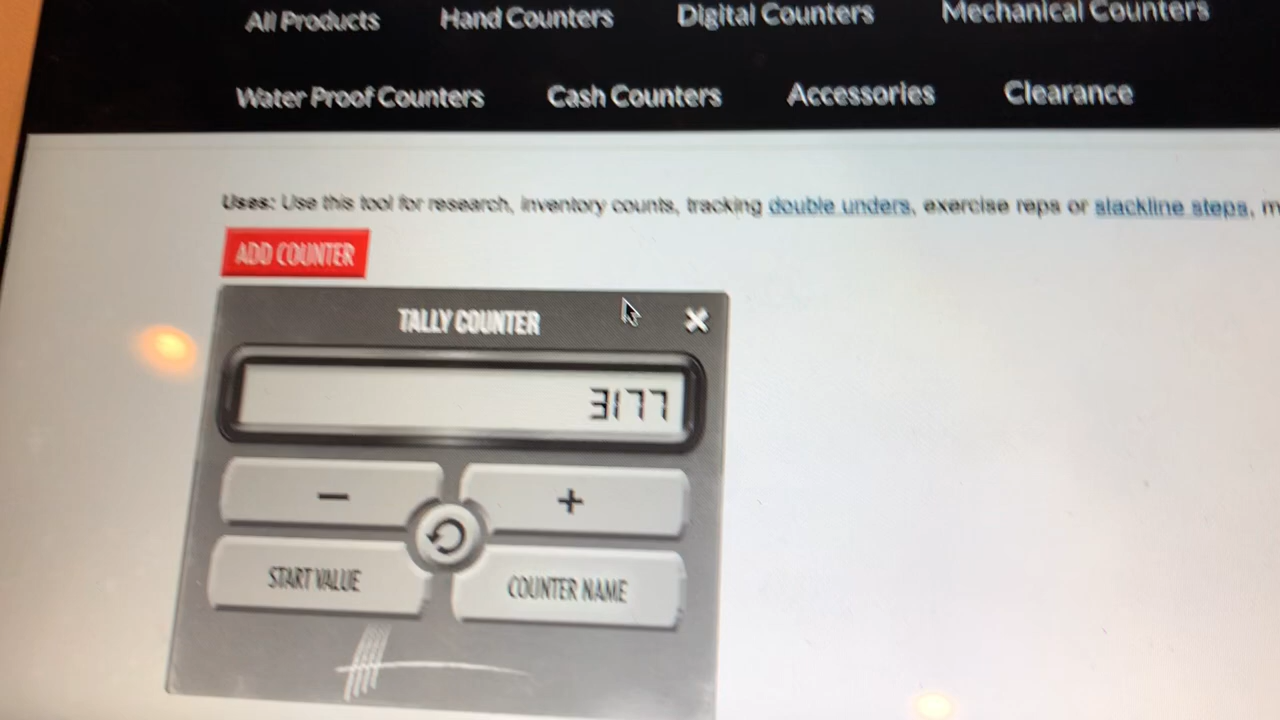 All Products Hand Counters Digital Counters Mechanical Counters
Water Proof Counters Cash Counters Accessories Clearance
Uses: Use this tool for research, inventory counts, tracking double unders, exercise reps or slackline steps, m
ADD COUNTER
TALLY COUNTER
3177
START VALUE
COUNTER NAME